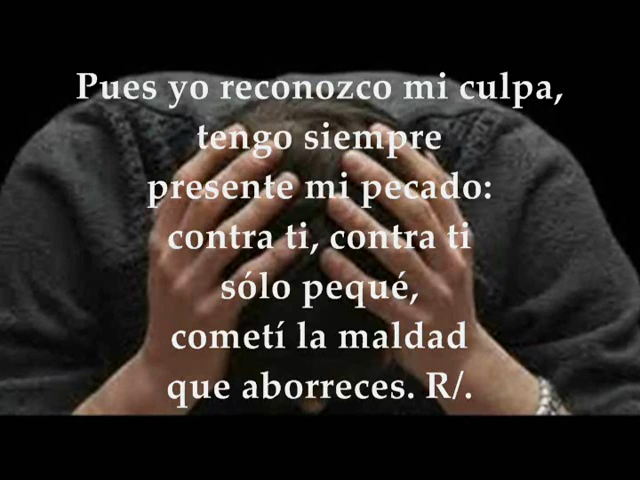 Pues yo reconozco mi culpa,
tengo siempre
presente mi pecado:
contra ti, contra ti
sólo pequé,
cometí la maldad
que aborreces. R/.